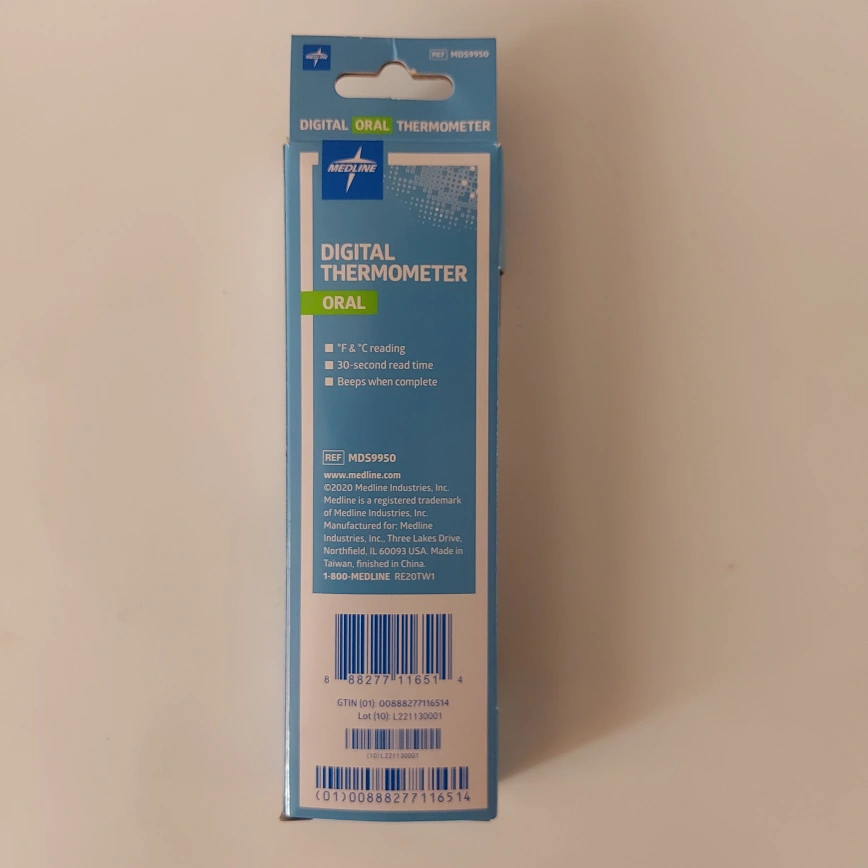 MEDLINE
REF MDS9950
DIGITAL ORAL THERMOMETER
MEDLINE
DIGITAL
THERMOMETER
ORAL
°F & °C reading
30-second read time
Beeps when complete
REF MDS9950
www.medline.com
©2020 Medline Industries, Inc.
Medline is a registered trademark
of Medline Industries, Inc.
Manufactured for: Medline
Industries, Inc., Three Lakes Drive,
Northfield, IL 60093 USA. Made in
Taiwan, finished in China.
1-800-MEDLINE RE20TW1
8 88277 11651 4
GTIN (01): 00888277116514
Lot (10): L221130001
(10)L221130001
(01)00888277116514